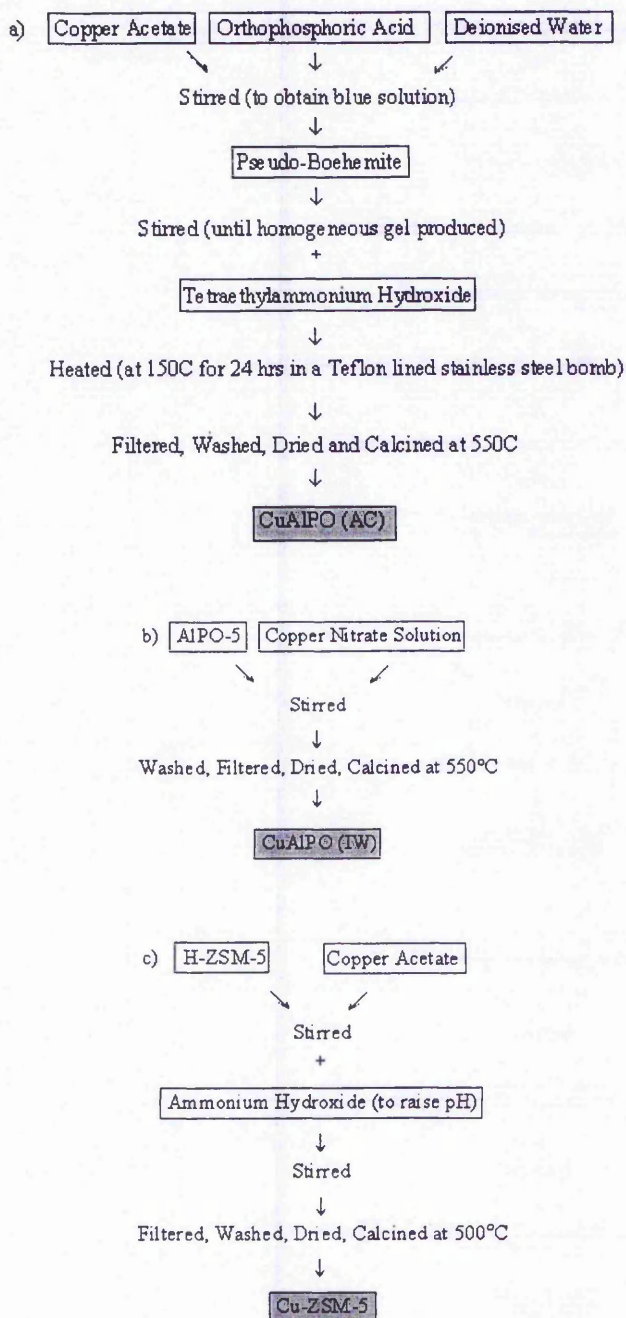 a) Copper Acetate Orthophosphoric Acid Deionised Water
Stirred (to obtain blue solution)
Pseudo-Boehemite
Stirred (until homogeneous gel produced)
+
Tetraethylammonium Hydroxide
Heated (at 150C for 24 hrs in a Teflon lined stainless steel bomb)
Filtered, Washed, Dried and Calcined at 550C
CuAlPO (AC)
b) AlPO-5 Copper Nitrate Solution
Stirred
Washed, Filtered, Dried, Calcined at 550°C
CuAlPO (IW)
c) H-ZSM-5 Copper Acetate
Stirred
+
Ammonium Hydroxide (to raise pH)
Stirred
Filtered, Washed, Dried, Calcined at 500°C
Cu-ZSM-5